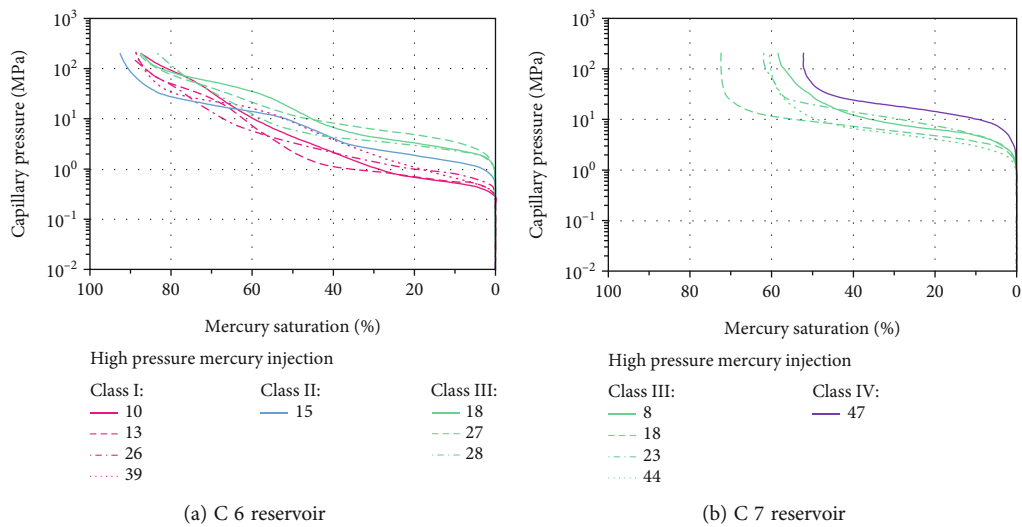 Capillary pressure (MPa)
10³
10²
10¹
10⁰
10⁻¹
10⁻²
100 80 60 40 20 0
Mercury saturation (%)
High pressure mercury injection
Class I:
10
13
26
39
Class II:
15
Class III:
18
27
28
(a) C 6 reservoir
Capillary pressure (MPa)
10³
10²
10¹
10⁰
10⁻¹
10⁻²
100 80 60 40 20 0
Mercury saturation (%)
High pressure mercury injection
Class III:
8
18
23
44
Class IV:
47
(b) C 7 reservoir